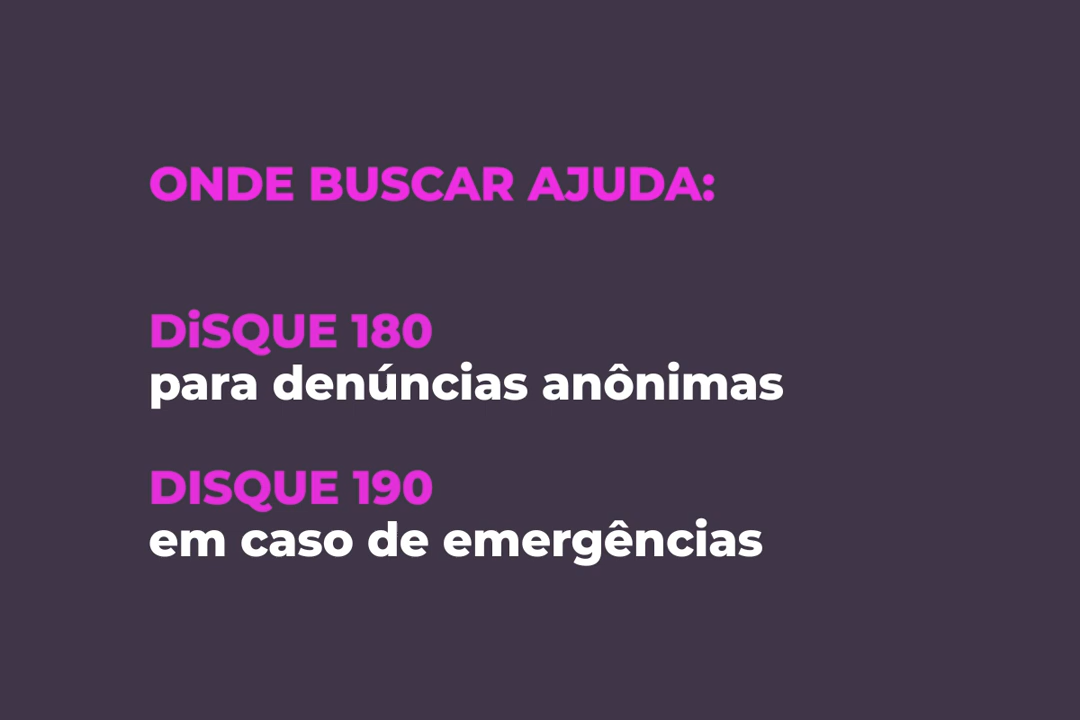 ONDE BUSCAR AJUDA:
DiSQUE 180
para denúncias anônimas
DISQUE 190
em caso de emergências